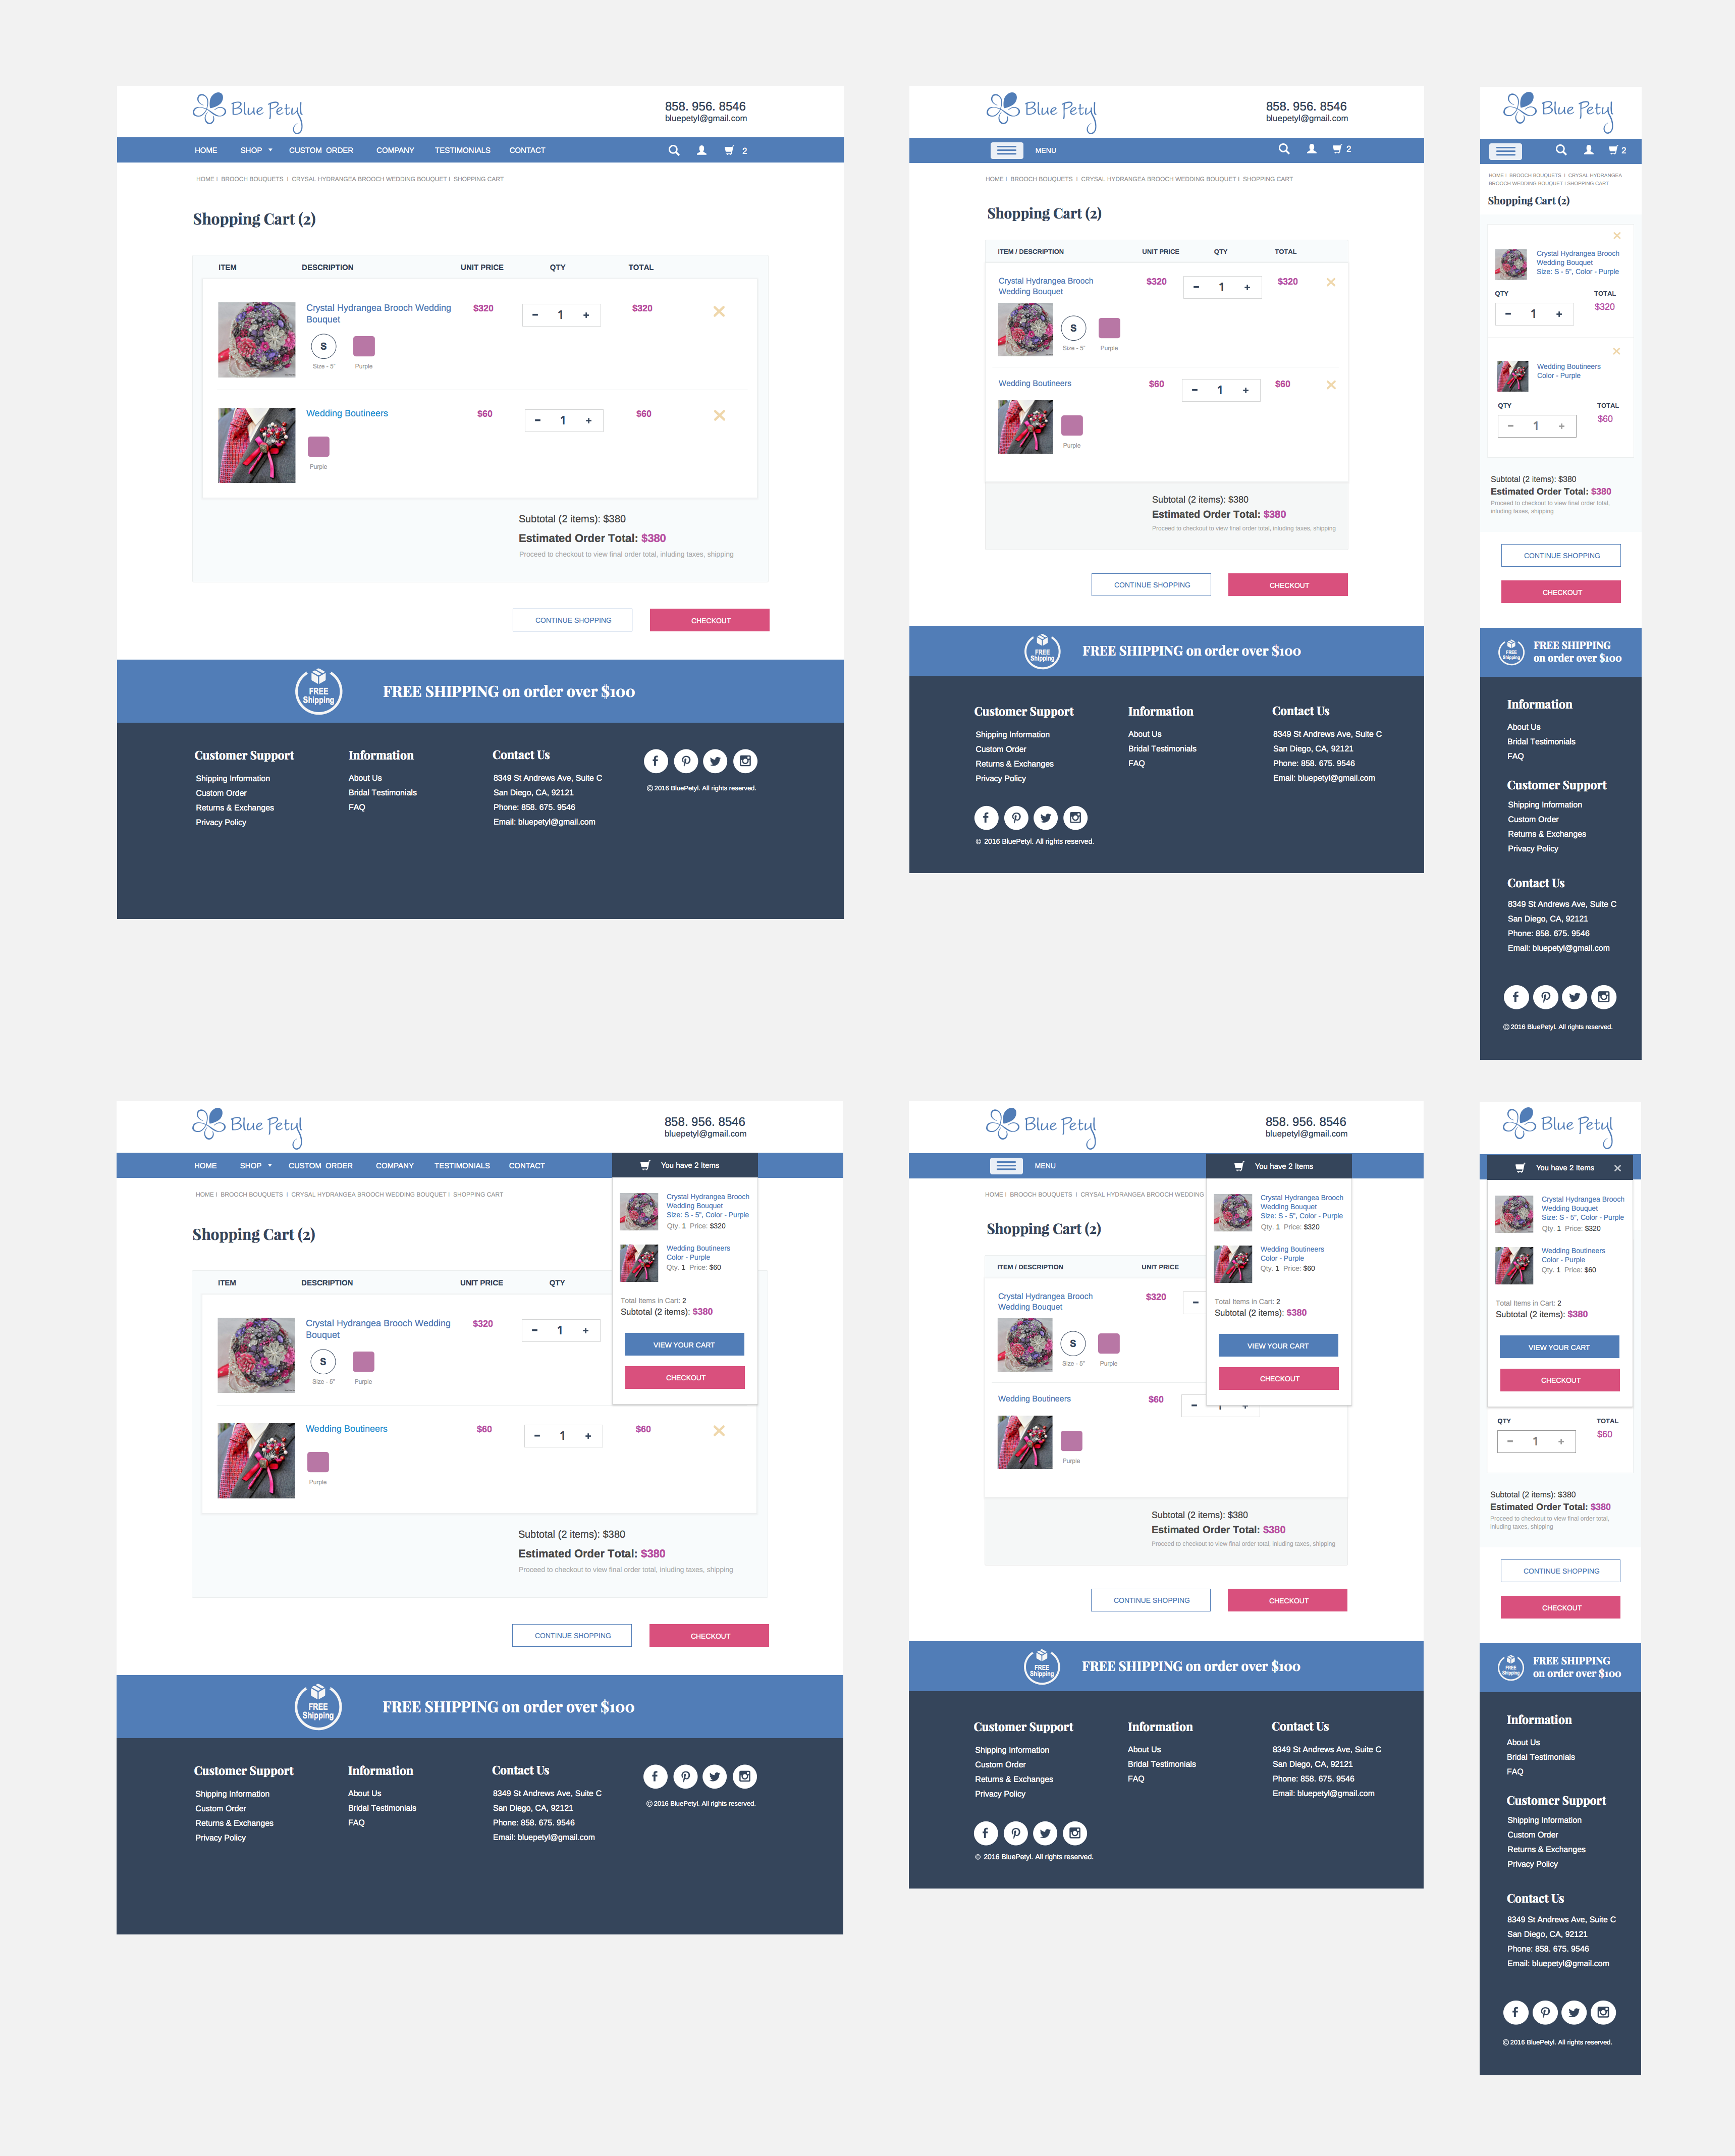 Blue Petyl
858. 956. 8546
bluepetyl@gmail.com
HOME SHOP CUSTOM ORDER COMPANY TESTIMONIALS CONTACT 2
HOME I BROOCH BOUQUETS I CRYSAL HYDRANGEA BROOCH WEDDING BOUQUET I SHOPPING CART
Shopping Cart (2)
ITEM DESCRIPTION UNIT PRICE QTY TOTAL
Crystal Hydrangea Brooch Wedding $320 - 1 + $320
Bouquet
S
Size - 5" Purple
Wedding Boutineers $60 - 1 + $60
Purple
Subtotal (2 items): $380
Estimated Order Total: $380
Proceed to checkout to view final order total, inluding taxes, shipping
CONTINUE SHOPPING CHECKOUT
FREE Shipping
FREE SHIPPING on order over $100
Customer Support Information Contact Us
Shipping Information About Us 8349 St Andrews Ave, Suite C
Custom Order Bridal Testimonials San Diego, CA, 92121
Returns & Exchanges FAQ Phone: 858. 675. 9546
Privacy Policy Email: bluepetyl@gmail.com
© 2016 BluePetyl. All rights reserved.
Blue Petyl
858. 956. 8546
bluepetyl@gmail.com
MENU 2
HOME I BROOCH BOUQUETS I CRYSAL HYDRANGEA BROOCH WEDDING BOUQUET I SHOPPING CART
Shopping Cart (2)
ITEM / DESCRIPTION UNIT PRICE QTY TOTAL
Crystal Hydrangea Brooch $320 - 1 + $320
Wedding Bouquet
S
Size - 5" Purple
Wedding Boutineers $60 - 1 + $60
Purple
Subtotal (2 items): $380
Estimated Order Total: $380
Proceed to checkout to view final order total, inluding taxes, shipping
CONTINUE SHOPPING CHECKOUT
FREE Shipping
FREE SHIPPING on order over $100
Customer Support Information Contact Us
Shipping Information About Us 8349 St Andrews Ave, Suite C
Custom Order Bridal Testimonials San Diego, CA, 92121
Returns & Exchanges FAQ Phone: 858. 675. 9546
Privacy Policy Email: bluepetyl@gmail.com
© 2016 BluePetyl. All rights reserved.
Blue Petyl
2
HOME I BROOCH BOUQUETS I CRYSAL HYDRANGEA
BROOCH WEDDING BOUQUET I SHOPPING CART
Shopping Cart (2)
Crystal Hydrangea Brooch
Wedding Bouquet
Size: S - 5", Color - Purple
QTY TOTAL
- 1 + $320
Wedding Boutineers
Color - Purple
QTY TOTAL
- 1 + $60
Subtotal (2 items): $380
Estimated Order Total: $380
Proceed to checkout to view final order total,
inluding taxes, shipping
CONTINUE SHOPPING
CHECKOUT
FREE Shipping
FREE SHIPPING
on order over $100
Information
About Us
Bridal Testimonials
FAQ
Customer Support
Shipping Information
Custom Order
Returns & Exchanges
Privacy Policy
Contact Us
8349 St Andrews Ave, Suite C
San Diego, CA, 92121
Phone: 858. 675. 9546
Email: bluepetyl@gmail.com
© 2016 BluePetyl. All rights reserved.
Blue Petyl
858. 956. 8546
bluepetyl@gmail.com
HOME SHOP CUSTOM ORDER COMPANY TESTIMONIALS CONTACT You have 2 Items
HOME I BROOCH BOUQUETS I CRYSAL HYDRANGEA BROOCH WEDDING BOUQUET I SHOPPING CART
Crystal Hydrangea Brooch
Wedding Bouquet
Size: S - 5", Color - Purple
Qty. 1 Price: $320
Wedding Boutineers
Color - Purple
Qty. 1 Price: $60
Total Items in Cart: 2
Subtotal (2 items): $380
VIEW YOUR CART
CHECKOUT
Shopping Cart (2)
ITEM DESCRIPTION UNIT PRICE QTY
Crystal Hydrangea Brooch Wedding $320 - 1 +
Bouquet
S
Size - 5" Purple
Wedding Boutineers $60 - 1 + $60
Purple
Subtotal (2 items): $380
Estimated Order Total: $380
Proceed to checkout to view final order total, inluding taxes, shipping
CONTINUE SHOPPING CHECKOUT
FREE Shipping
FREE SHIPPING on order over $100
Customer Support Information Contact Us
Shipping Information About Us 8349 St Andrews Ave, Suite C
Custom Order Bridal Testimonials San Diego, CA, 92121
Returns & Exchanges FAQ Phone: 858. 675. 9546
Privacy Policy Email: bluepetyl@gmail.com
© 2016 BluePetyl. All rights reserved.
Blue Petyl
858. 956. 8546
bluepetyl@gmail.com
MENU You have 2 Items
HOME I BROOCH BOUQUETS I CRYSAL HYDRANGEA BROOCH WEDDING
Crystal Hydrangea Brooch
Wedding Bouquet
Size: S - 5", Color - Purple
Qty. 1 Price: $320
Wedding Boutineers
Color - Purple
Qty. 1 Price: $60
Total Items in Cart: 2
Subtotal (2 items): $380
VIEW YOUR CART
CHECKOUT
Shopping Cart (2)
ITEM / DESCRIPTION UNIT PRICE
Crystal Hydrangea Brooch $320 -
Wedding Bouquet
S
Size - 5" Purple
Wedding Boutineers $60 -
Purple
Subtotal (2 items): $380
Estimated Order Total: $380
Proceed to checkout to view final order total, inluding taxes, shipping
CONTINUE SHOPPING CHECKOUT
FREE Shipping
FREE SHIPPING on order over $100
Customer Support Information Contact Us
Shipping Information About Us 8349 St Andrews Ave, Suite C
Custom Order Bridal Testimonials San Diego, CA, 92121
Returns & Exchanges FAQ Phone: 858. 675. 9546
Privacy Policy Email: bluepetyl@gmail.com
© 2016 BluePetyl. All rights reserved.
Blue Petyl
You have 2 Items
Crystal Hydrangea Brooch
Wedding Bouquet
Size: S - 5", Color - Purple
Qty. 1 Price: $320
Wedding Boutineers
Color - Purple
Qty. 1 Price: $60
Total Items in Cart: 2
Subtotal (2 items): $380
VIEW YOUR CART
CHECKOUT
QTY TOTAL
- 1 + $60
Subtotal (2 items): $380
Estimated Order Total: $380
Proceed to checkout to view final order total,
inluding taxes, shipping
CONTINUE SHOPPING
CHECKOUT
FREE Shipping
FREE SHIPPING
on order over $100
Information
About Us
Bridal Testimonials
FAQ
Customer Support
Shipping Information
Custom Order
Returns & Exchanges
Privacy Policy
Contact Us
8349 St Andrews Ave, Suite C
San Diego, CA, 92121
Phone: 858. 675. 9546
Email: bluepetyl@gmail.com
© 2016 BluePetyl. All rights reserved.